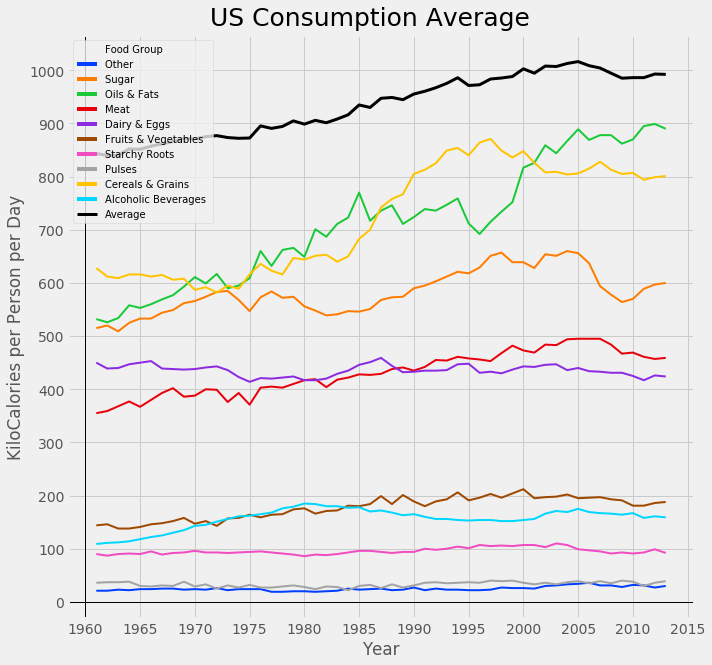 US Consumption Average
Food Group
Other
Sugar
Oils & Fats
Meat
Dairy & Eggs
Fruits & Vegetables
Starchy Roots
Pulses
Cereals & Grains
Alcoholic Beverages
Average
KiloCalories per Person per Day
1000
900
800
700
600
500
400
300
200
100
0
1960 1965 1970 1975 1980 1985 1990 1995 2000 2005 2010 2015
Year